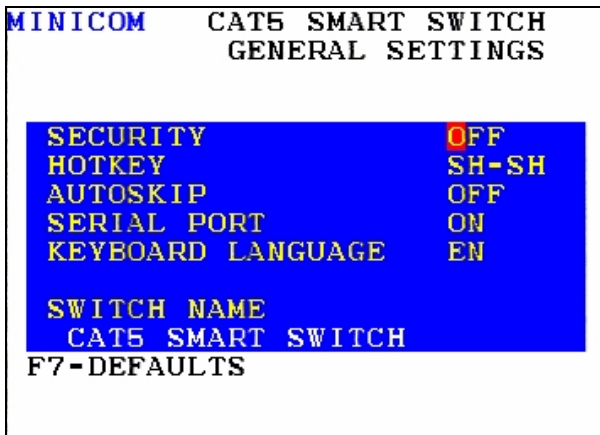 MINICOM CAT5 SMART SWITCH
GENERAL SETTINGS
SECURITY OFF
HOTKEY SH-SH
AUTOSKIP OFF
SERIAL PORT ON
KEYBOARD LANGUAGE EN
SWITCH NAME
CAT5 SMART SWITCH
F7-DEFAULTS